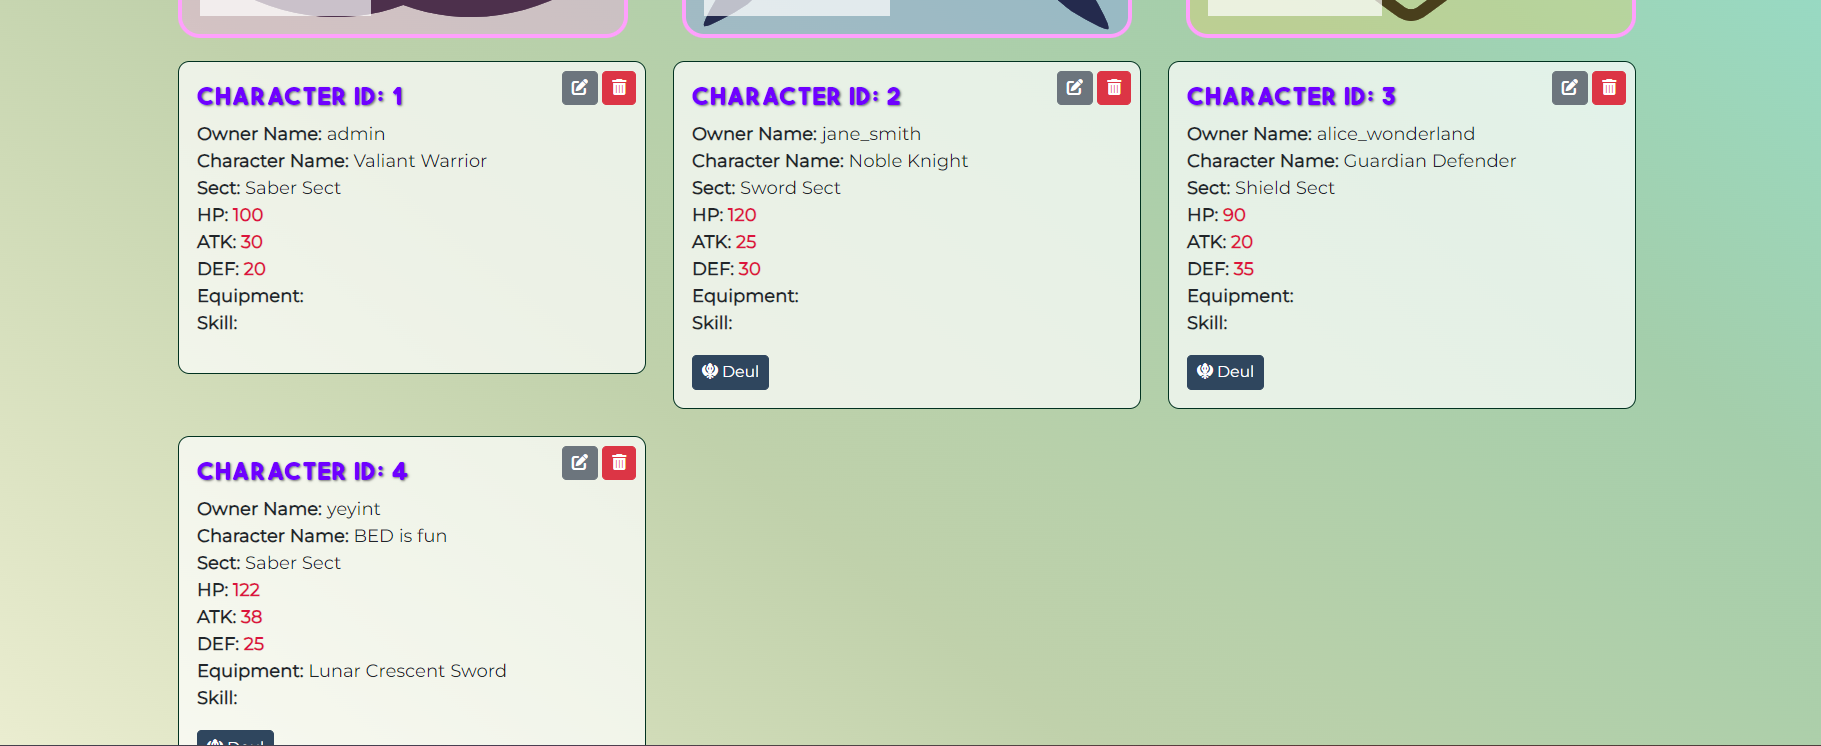 CHARACTER ID: 1
Owner Name: admin
Character Name: Valiant Warrior
Sect: Saber Sect
HP: 100
ATK: 30
DEF: 20
Equipment:
Skill:
CHARACTER ID: 2
Owner Name: jane_smith
Character Name: Noble Knight
Sect: Sword Sect
HP: 120
ATK: 25
DEF: 30
Equipment:
Skill:
Deul
CHARACTER ID: 3
Owner Name: alice_wonderland
Character Name: Guardian Defender
Sect: Shield Sect
HP: 90
ATK: 20
DEF: 35
Equipment:
Skill:
Deul
CHARACTER ID: 4
Owner Name: yeyint
Character Name: BED is fun
Sect: Saber Sect
HP: 122
ATK: 38
DEF: 25
Equipment: Lunar Crescent Sword
Skill:
Deul